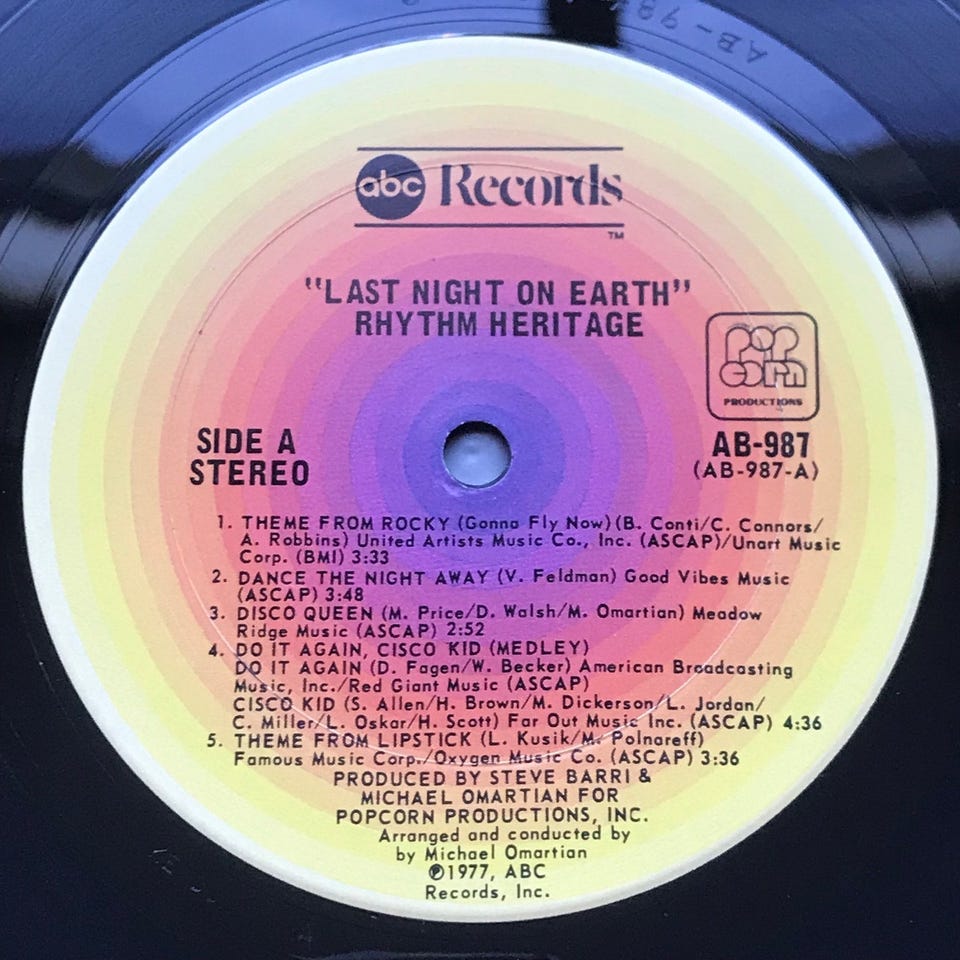 AB-987
abc Records
TM
"LAST NIGHT ON EARTH"
RHYTHM HERITAGE
POP
CORN
PRODUCTIONS
SIDE A
STEREO
AB-987
(AB-987-A)
1. THEME FROM ROCKY (Gonna Fly Now) (B. Conti/C. Connors/
A. Robbins) United Artists Music Co., Inc. (ASCAP)/Unart Music
Corp. (BMI) 3:33
2. DANCE THE NIGHT AWAY (V. Feldman) Good Vibes Music
(ASCAP) 3:48
3. DISCO QUEEN (M. Price/D. Walsh/M. Omartian) Meadow
Ridge Music (ASCAP) 2:52
4. DO IT AGAIN, CISCO KID (MEDLEY)
DO IT AGAIN (D. Fagen/W. Becker) American Broadcasting
Music, Inc./Red Giant Music (ASCAP)
CISCO KID (S. Allen/H. Brown/M. Dickerson/L. Jordan/
C. Miller/L. Oskar/H. Scott) Far Out Music Inc. (ASCAP) 4:36
5. THEME FROM LIPSTICK (L. Kusik/M. Polnareff)
Famous Music Corp./Oxygen Music Co. (ASCAP) 3:36
PRODUCED BY STEVE BARRI &
MICHAEL OMARTIAN FOR
POPCORN PRODUCTIONS, INC.
Arranged and conducted by
by Michael Omartian
℗1977, ABC
Records, Inc.